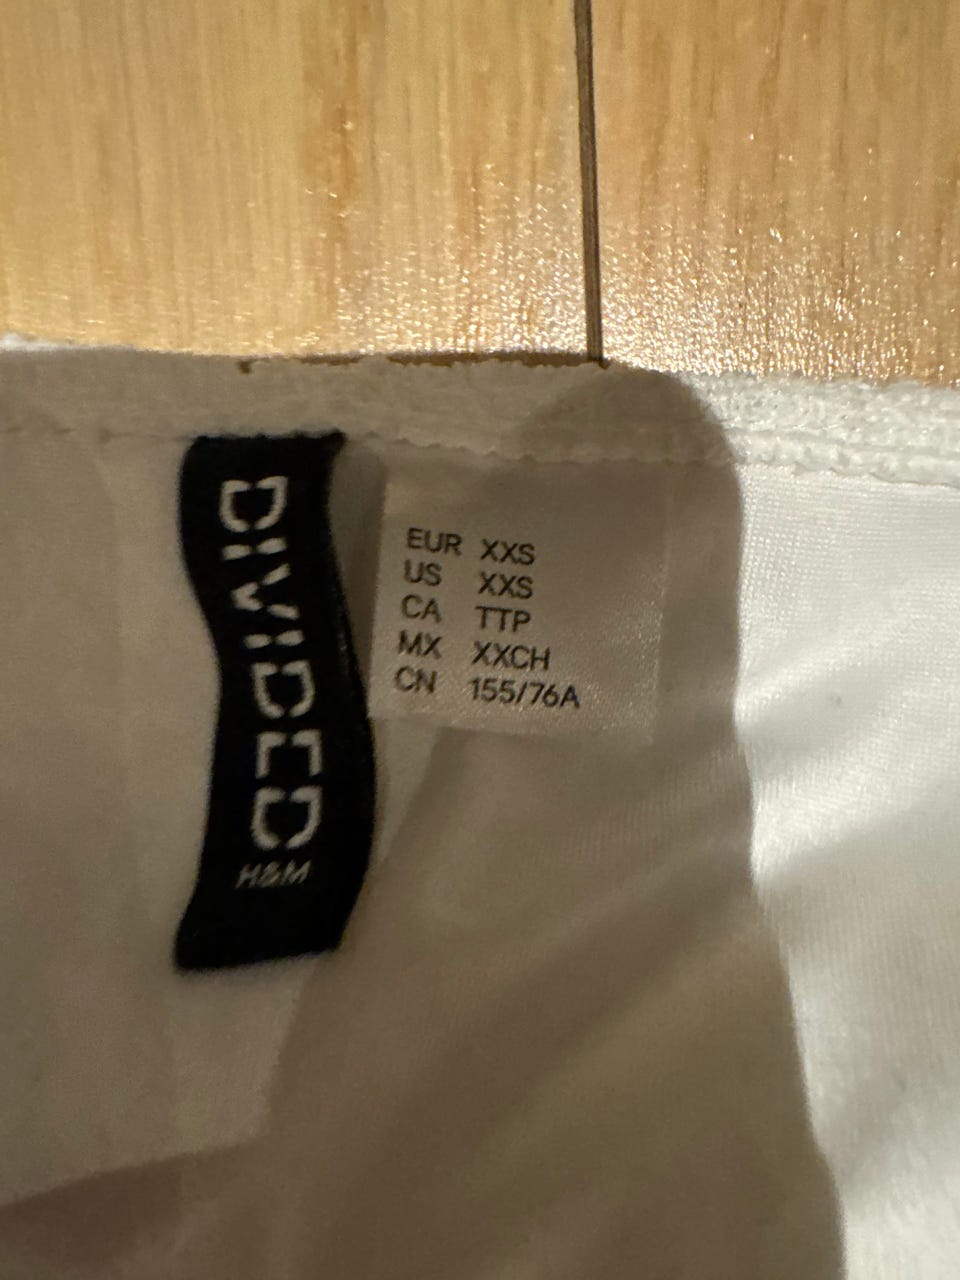 DIVIDED
H&M
EUR XXS
US XXS
CA TTP
MX XXCH
CN 155/76A